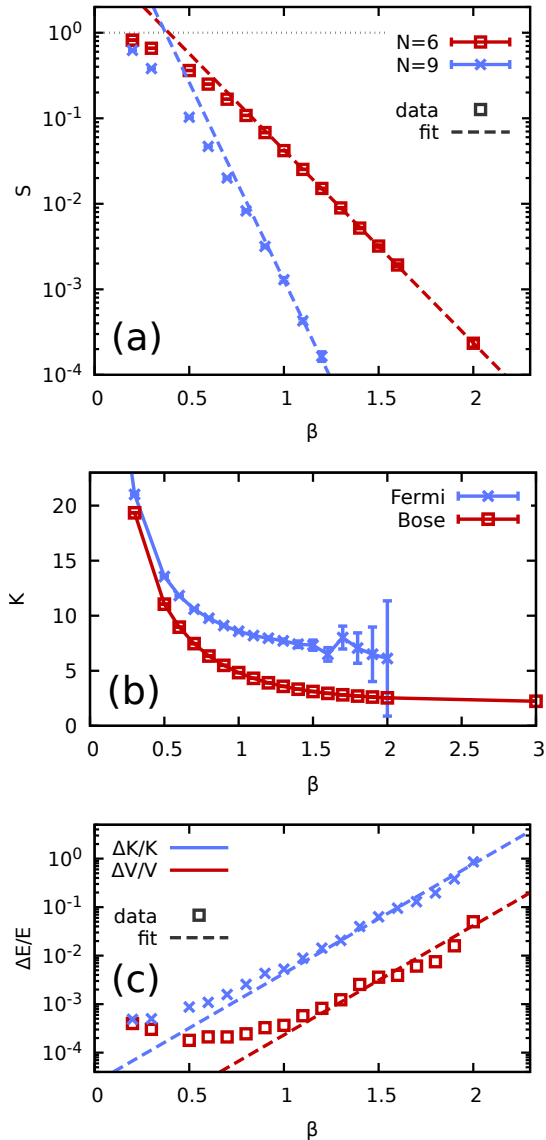 10^0
10^-1
10^-2
10^-3
10^-4
S
N=6
N=9
data
fit
(a)
0 0.5 1 1.5 2
β
20
15
10
5
0
K
Fermi
Bose
(b)
0 0.5 1 1.5 2 2.5 3
β
ΔK/K
ΔV/V
10^0
10^-1
10^-2
10^-3
10^-4
ΔE/E
data
fit
(c)
0 0.5 1 1.5 2
β